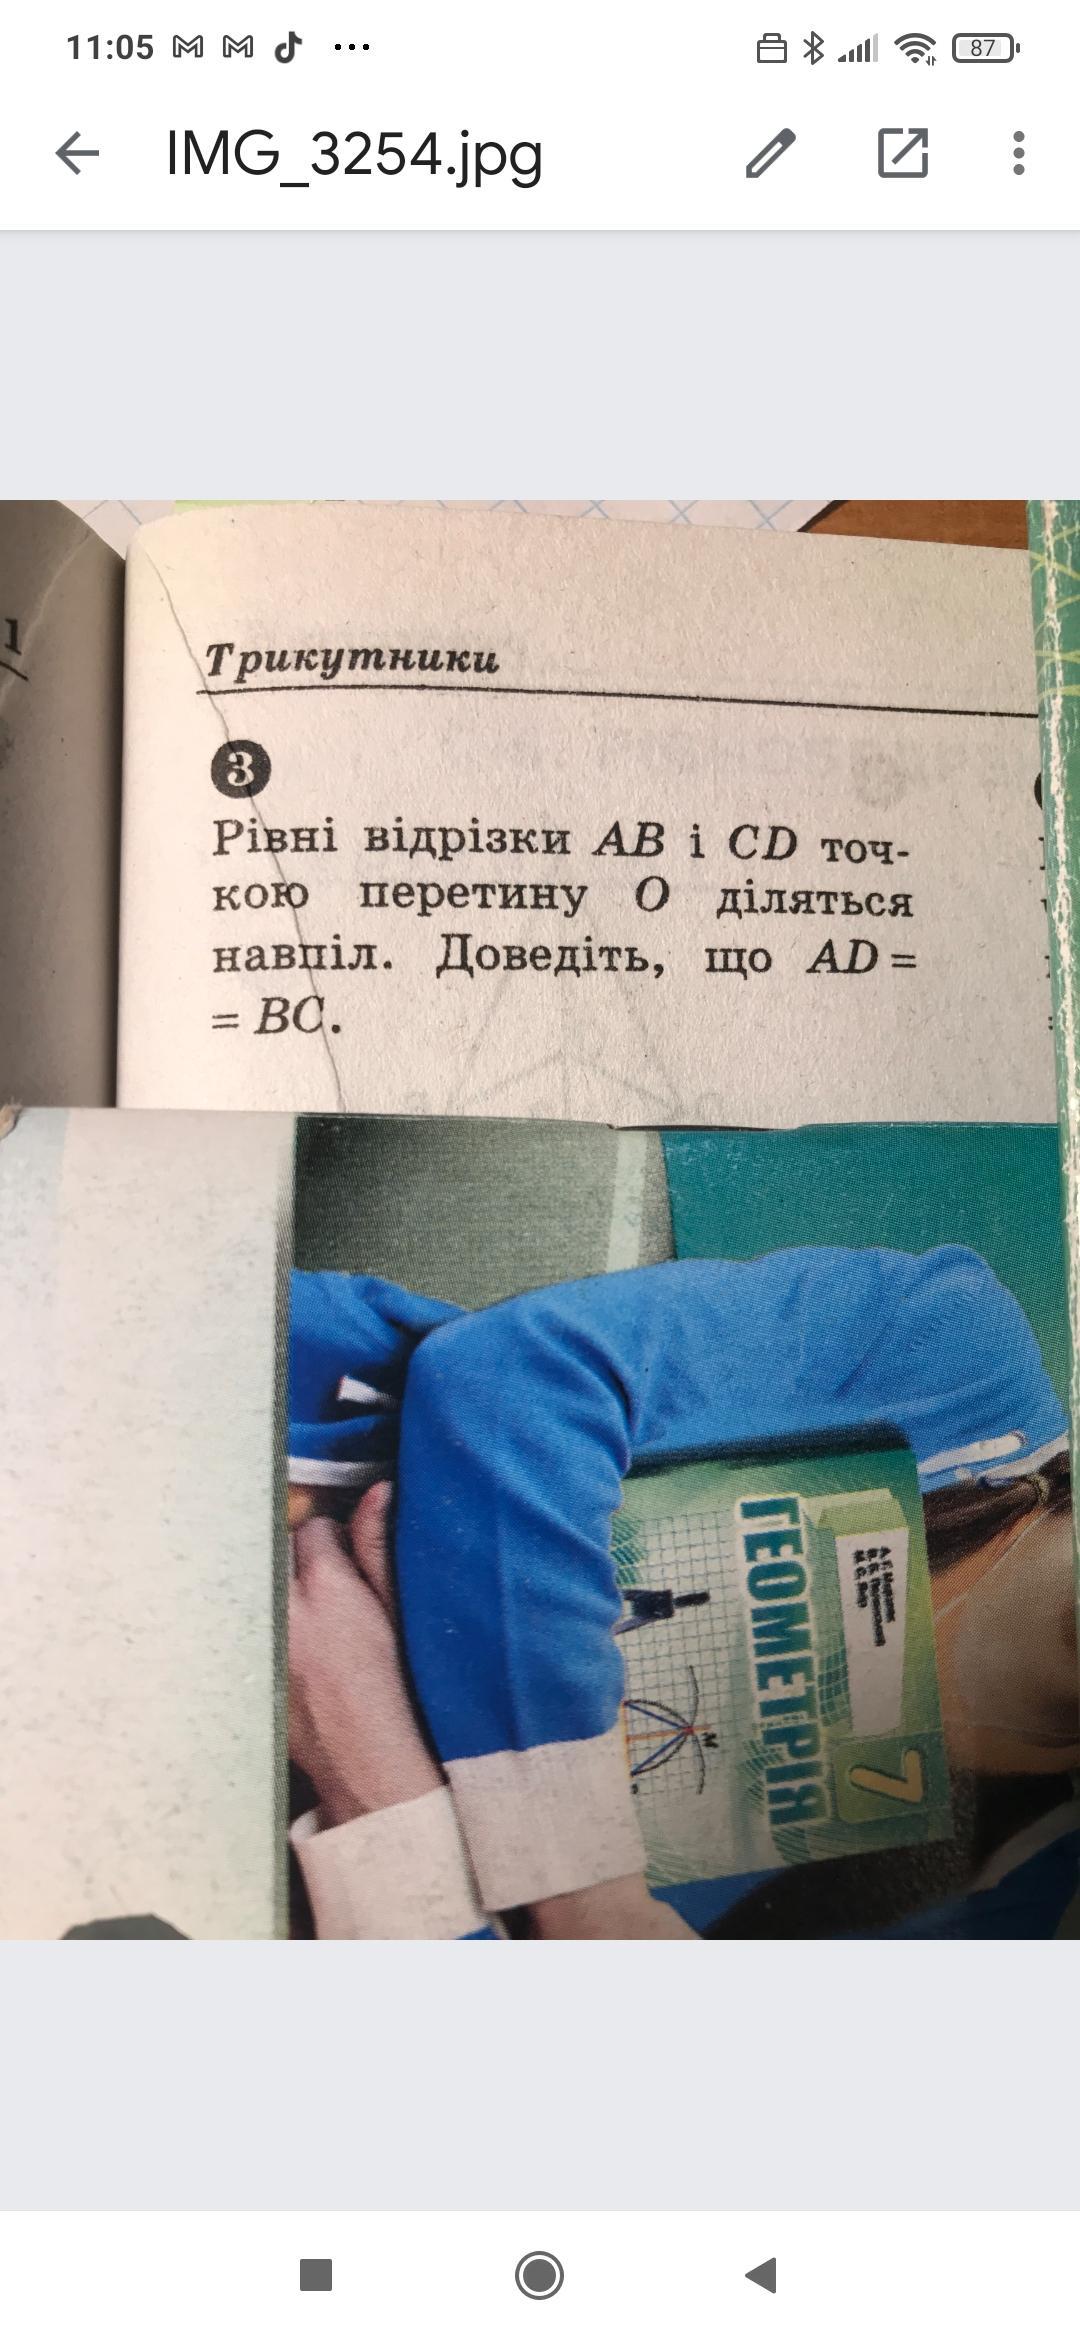 11:05 87
IMG_3254.jpg
1
Трикутники
3
Рівні відрізки AB і CD точ-
кою перетину O діляться
навпіл. Доведіть, що AD =
= BC.
ГЕОМЕТРІЯ
7
M